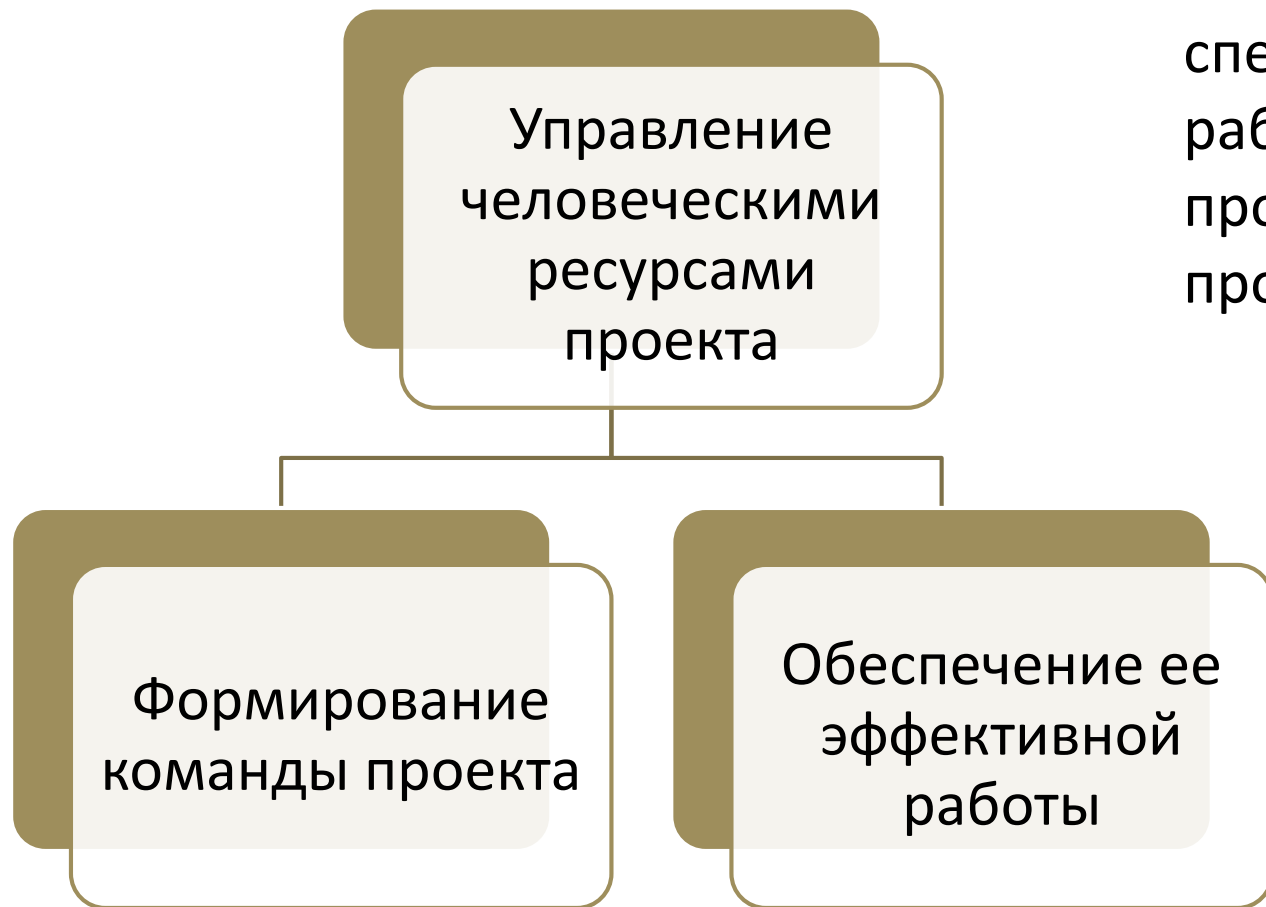 Управление
человеческими
ресурсами
проекта
Формирование
команды проекта
Обеспечение ее
эффективной
работы